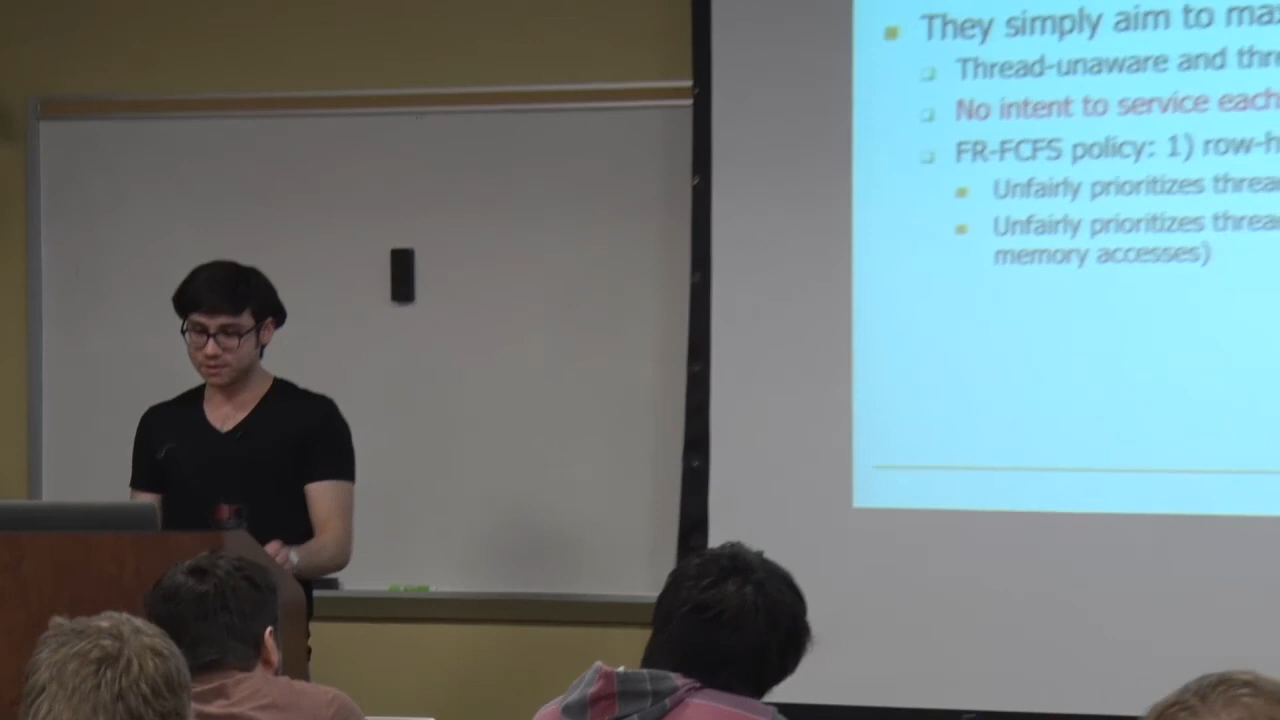 They simply aim to ma
Thread-unaware and thre
No intent to service each
FR-FCFS policy: 1) row-h
Unfairly prioritizes threa
Unfairly prioritizes threa
memory accesses)